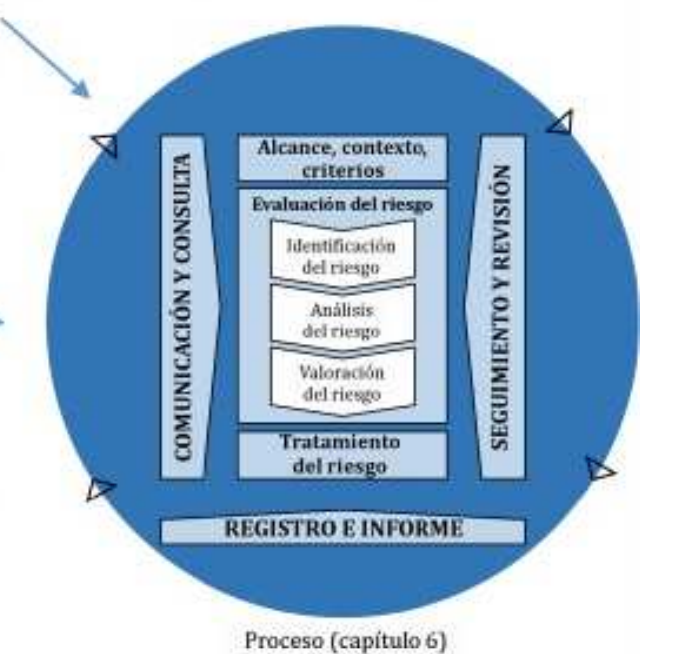 COMUNICACIÓN Y CONSULTA
Alcance, contexto,
criterios
Evaluación del riesgo
Identificación
del riesgo
Análisis
del riesgo
Valoración
del riesgo
Tratamiento
del riesgo
SEGUIMIENTO Y REVISIÓN
REGISTRO E INFORME
Proceso (capítulo 6)